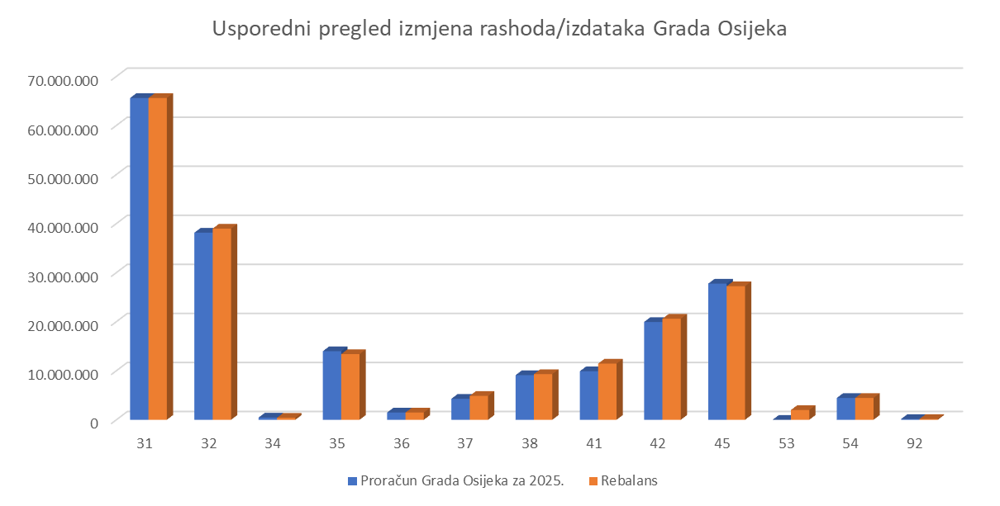 Usporedni pregled izmjena rashoda/izdataka Grada Osijeka
70.000.000
60.000.000
50.000.000
40.000.000
30.000.000
20.000.000
10.000.000
0
31 32 34 35 36 37 38 41 42 45 53 54 92
Proračun Grada Osijeka za 2025. Rebalans